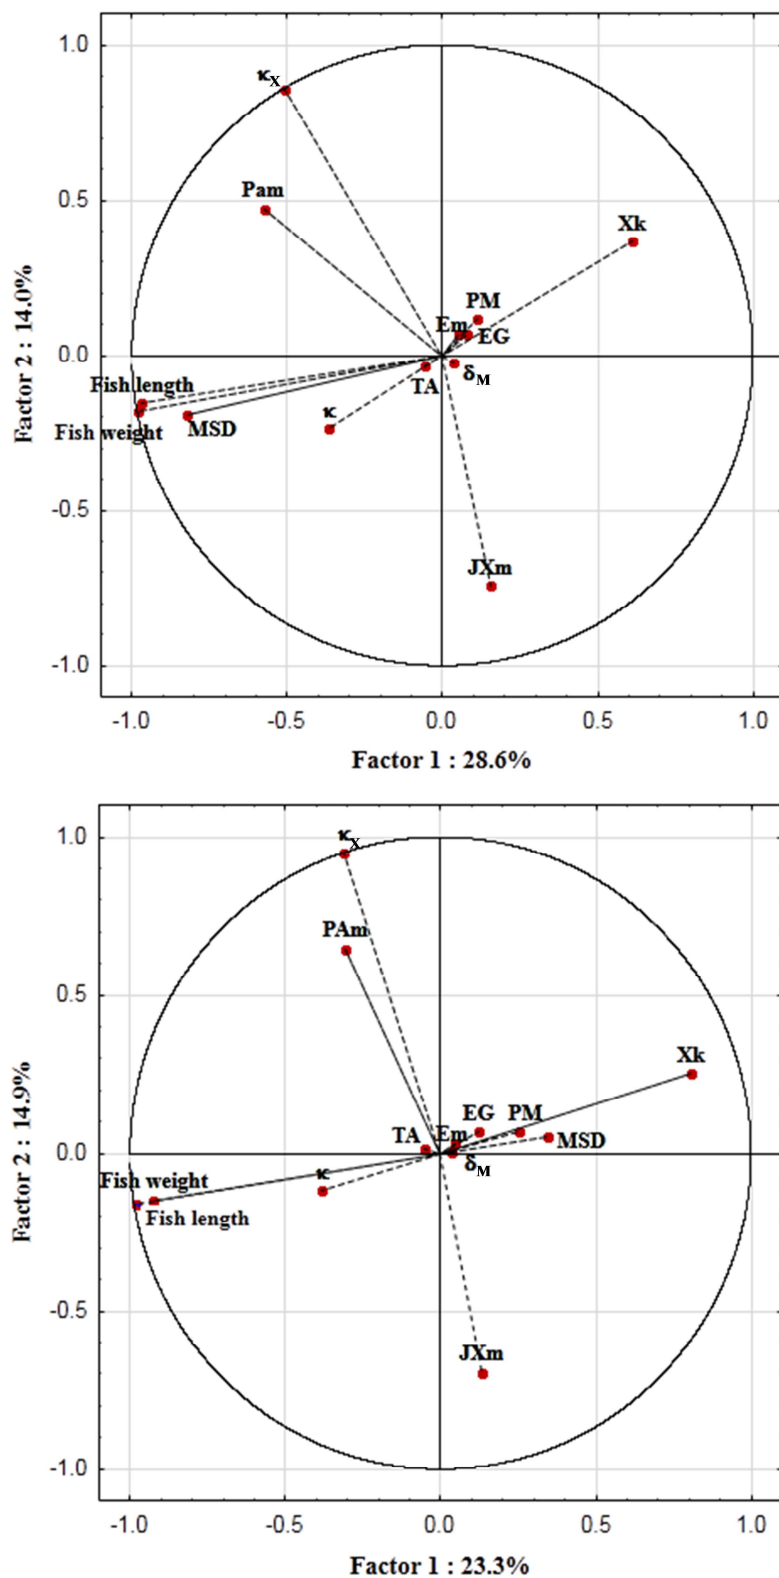 1.0
κX
Pam
0.5
Xk
PM
Em
EG
0.0
Fish length
TA
δM
Fish weight
MSD
κ
-0.5
JXm
-1.0
Factor 2 : 14.0%
-1.0 -0.5 0.0 0.5 1.0
Factor 1 : 28.6%
1.0
κX
PAm
0.5
Xk
EG PM
TA Em MSD
0.0
δM
Fish weight
κ
Fish length
-0.5
JXm
-1.0
Factor 2 : 14.9%
-1.0 -0.5 0.0 0.5 1.0
Factor 1 : 23.3%